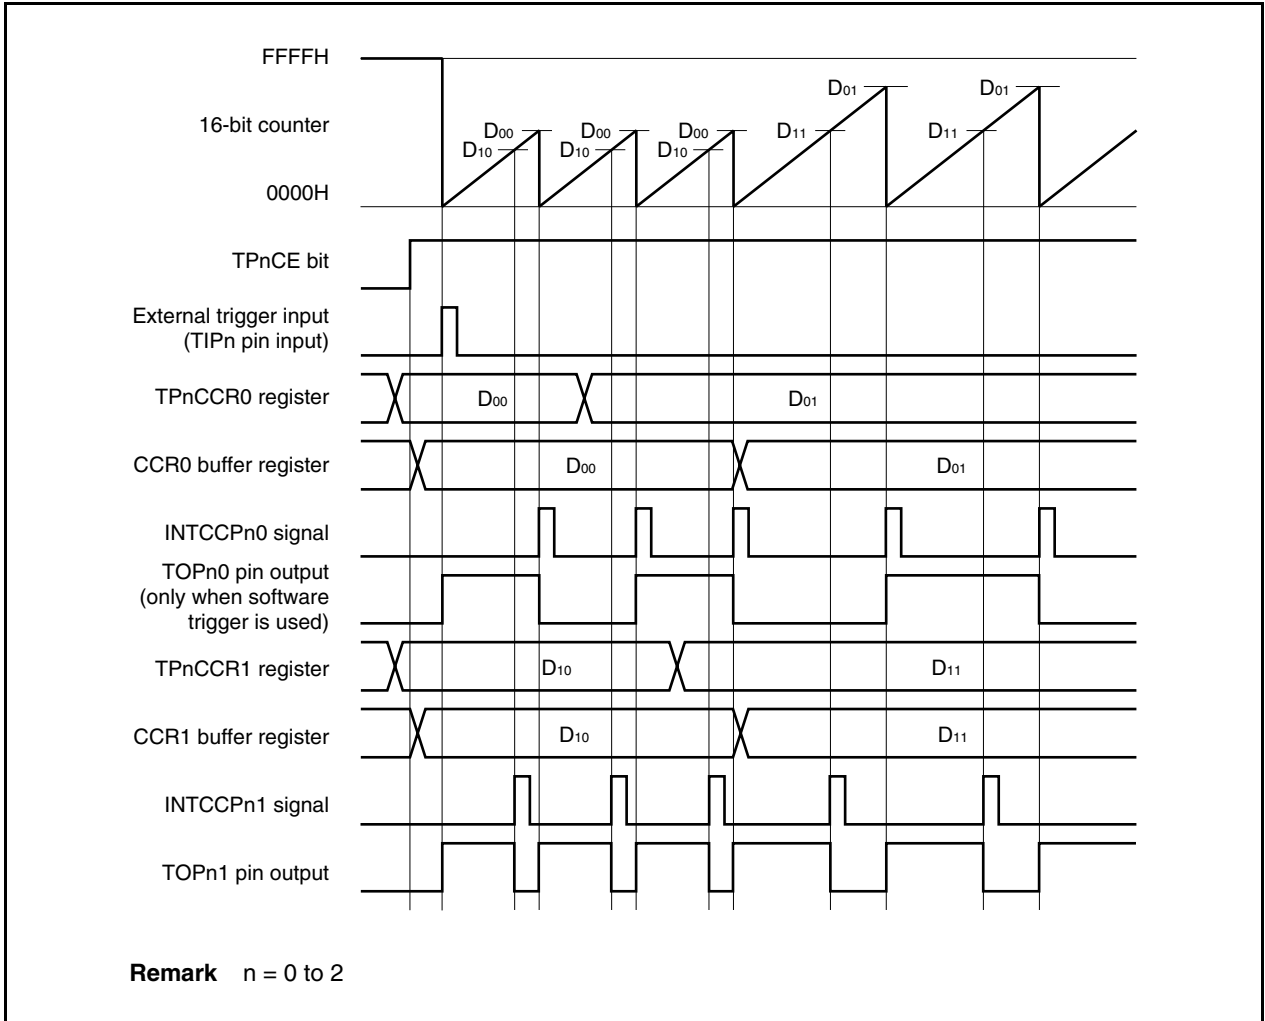 FFFFH
16-bit counter
0000H
D00 D00 D00 D11 D01 D11 D01
D10 D10 D10
TPnCE bit
External trigger input
(TIPn pin input)
TPnCCR0 register D00 D01
CCR0 buffer register D00 D01
INTCCPn0 signal
TOPn0 pin output
(only when software
trigger is used)
TPnCCR1 register D10 D11
CCR1 buffer register D10 D11
INTCCPn1 signal
TOPn1 pin output
Remark n = 0 to 2